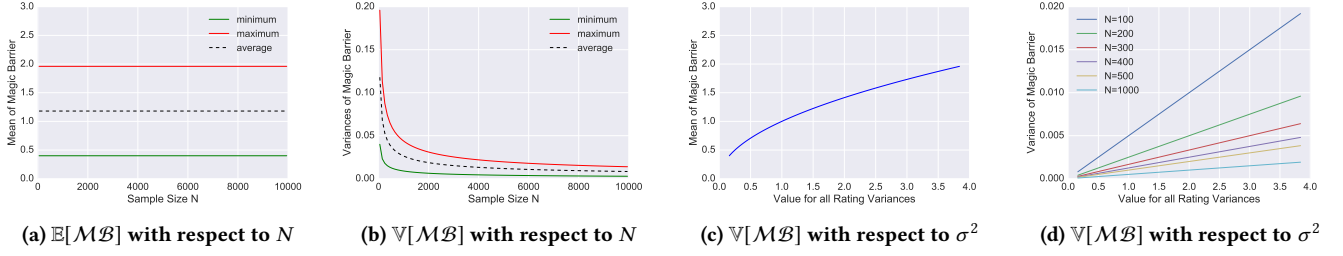 3.0
2.5
2.0
1.5
1.0
0.5
0.0
Mean of Magic Barrier
minimum
maximum
average
0 2000 4000 6000 8000 10000
Sample Size N
(a) 𝔼[ℳℬ] with respect to N
0.20
0.15
0.10
0.05
0.00
Variances of Magic Barrier
minimum
maximum
average
0 2000 4000 6000 8000 10000
Sample Size N
(b) 𝕍[ℳℬ] with respect to N
3.0
2.5
2.0
1.5
1.0
0.5
0.0
Mean of Magic Barrier
0.0 0.5 1.0 1.5 2.0 2.5 3.0 3.5 4.0
Value for all Rating Variances
(c) 𝕍[ℳℬ] with respect to σ²
0.020
0.015
0.010
0.005
0.000
Variance of Magic Barrier
N=100
N=200
N=300
N=400
N=500
N=1000
0.0 0.5 1.0 1.5 2.0 2.5 3.0 3.5 4.0
Value for all Rating Variances
(d) 𝕍[ℳℬ] with respect to σ²